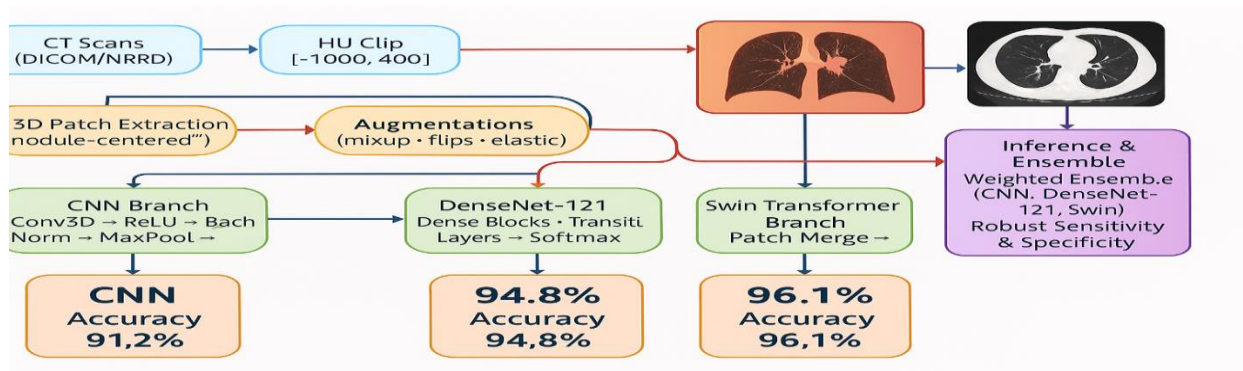 CT Scans
(DICOM/NRRD)
HU Clip
[-1000, 400]
3D Patch Extraction
nodule-centered‴)
Augmentations
(mixup · flips · elastic)
Inference &
Ensemble
Weighted Ensemb.e
(CNN. DenseNet-
121, Swin)
Robust Sensitivity
& Specificity
CNN Branch
Conv3D → ReLU → Bach
Norm → MaxPool →
DenseNet-121
Dense Blocks · Transiti.
Layers → Softmax
Swin Transformer
Branch
Patch Merge →
CNN
Accuracy
91,2%
94.8%
Accuracy
94,8%
96.1%
Accuracy
96,1%